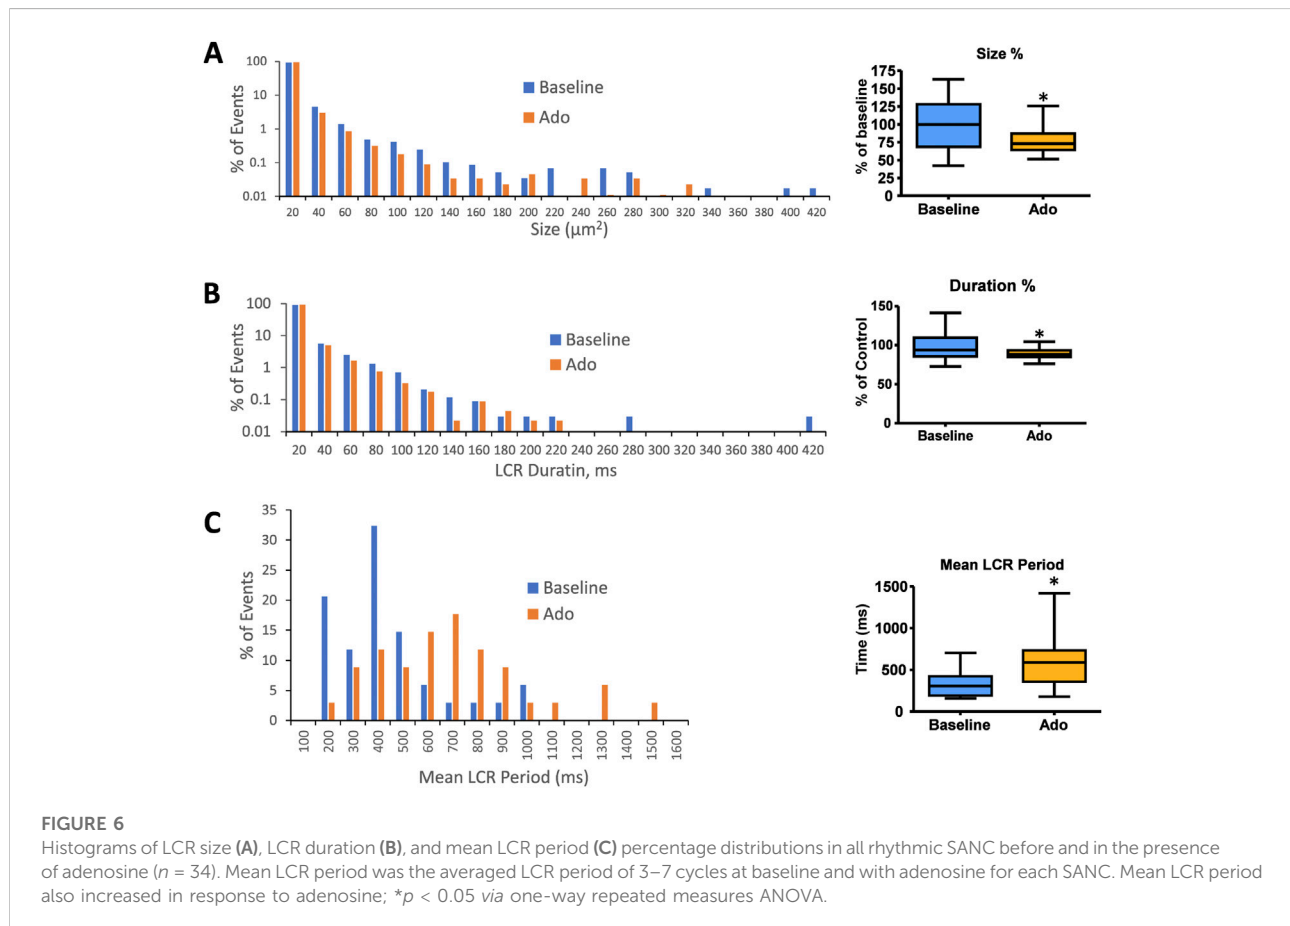 A
% of Events
100
10
1
0.1
0.01
Baseline
Ado
20 40 60 80 100 120 140 160 180 200 220 240 260 280 300 320 340 360 380 400 420
Size (µm²)
Size %
% of baseline
175
150
125
100
75
50
25
0
*
Baseline Ado
B
% of Events
100
10
1
0.1
0.01
Baseline
Ado
20 40 60 80 100 120 140 160 180 200 220 240 260 280 300 320 340 360 380 400 420
LCR Duratin, ms
Duration %
% of Control
150
100
50
0
*
Baseline Ado
C
% of Events
35
30
25
20
15
10
5
0
Baseline
Ado
100 200 300 400 500 600 700 800 900 1000 1100 1200 1300 1400 1500 1600
Mean LCR Period (ms)
Mean LCR Period
Time (ms)
1500
1000
500
0
*
Baseline Ado
FIGURE 6
Histograms of LCR size (A), LCR duration (B), and mean LCR period (C) percentage distributions in all rhythmic SANC before and in the presence
of adenosine (n = 34). Mean LCR period was the averaged LCR period of 3–7 cycles at baseline and with adenosine for each SANC. Mean LCR period
also increased in response to adenosine; *p < 0.05 via one-way repeated measures ANOVA.